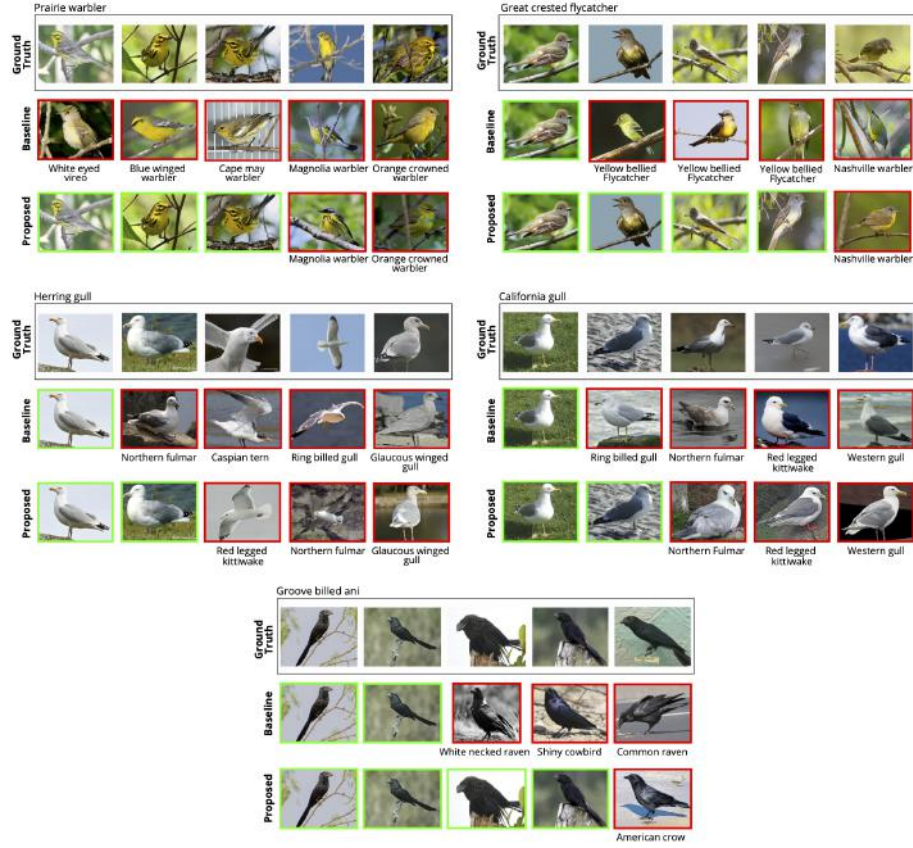 Prairie warbler
Ground Truth
Baseline
White eyed vireo
Blue winged warbler
Cape may warbler
Magnolia warbler
Orange crowned warbler
Proposed
Magnolia warbler
Orange crowned warbler
Great crested flycatcher
Ground Truth
Baseline
Yellow bellied Flycatcher
Yellow bellied Flycatcher
Yellow bellied Flycatcher
Nashville warbler
Proposed
Nashville warbler
Herring gull
Ground Truth
Baseline
Northern fulmar
Caspian tern
Ring billed gull
Glaucous winged gull
Proposed
Red legged kittiwake
Northern fulmar
Glaucous winged gull
California gull
Ground Truth
Baseline
Ring billed gull
Northern fulmar
Red legged kittiwake
Western gull
Proposed
Northern Fulmar
Red legged kittiwake
Western gull
Groove billed ani
Ground Truth
Baseline
White necked raven
Shiny cowbird
Common raven
Proposed
American crow